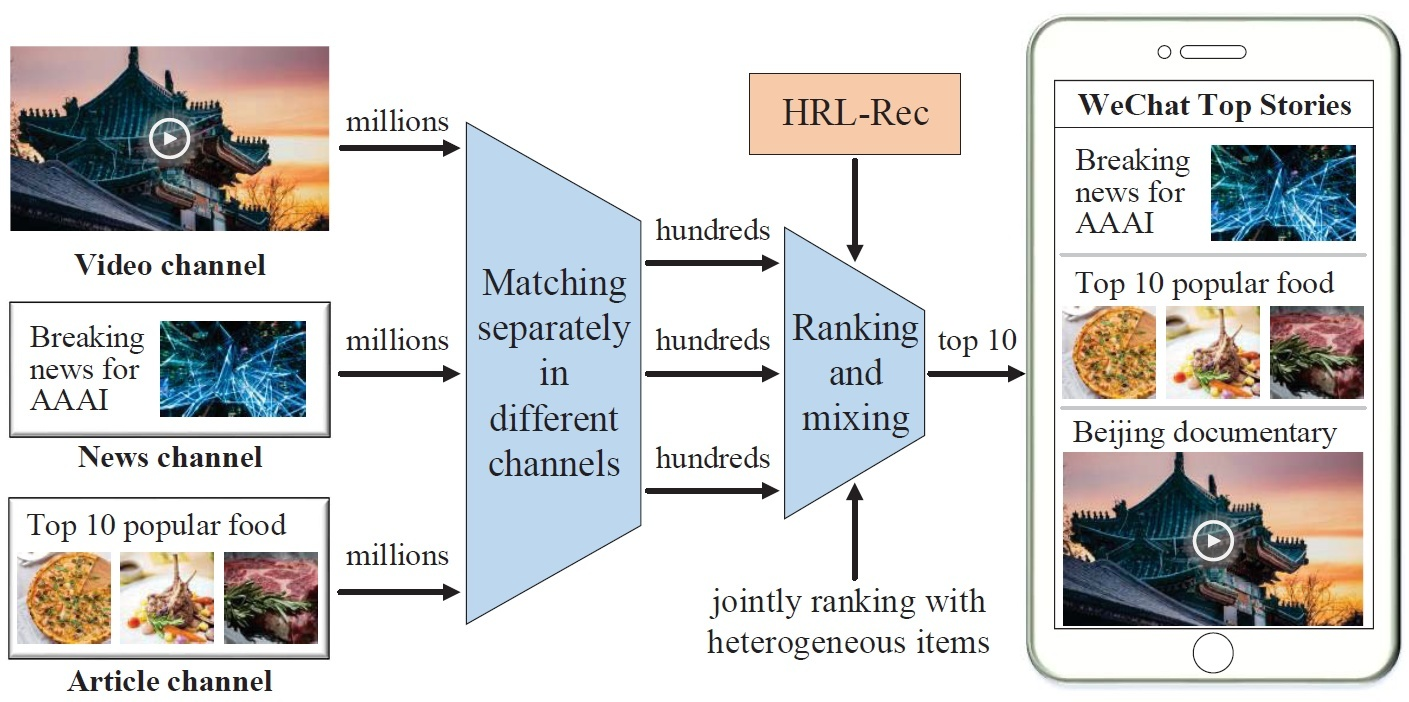 millions
Video channel
Breaking
news for
AAAI
millions
News channel
Top 10 popular food
millions
Article channel
Matching
separately
in
different
channels
hundreds
hundreds
hundreds
HRL-Rec
Ranking
and
mixing
jointly ranking with
heterogeneous items
top 10
WeChat Top Stories
Breaking
news for
AAAI
Top 10 popular food
Beijing documentary